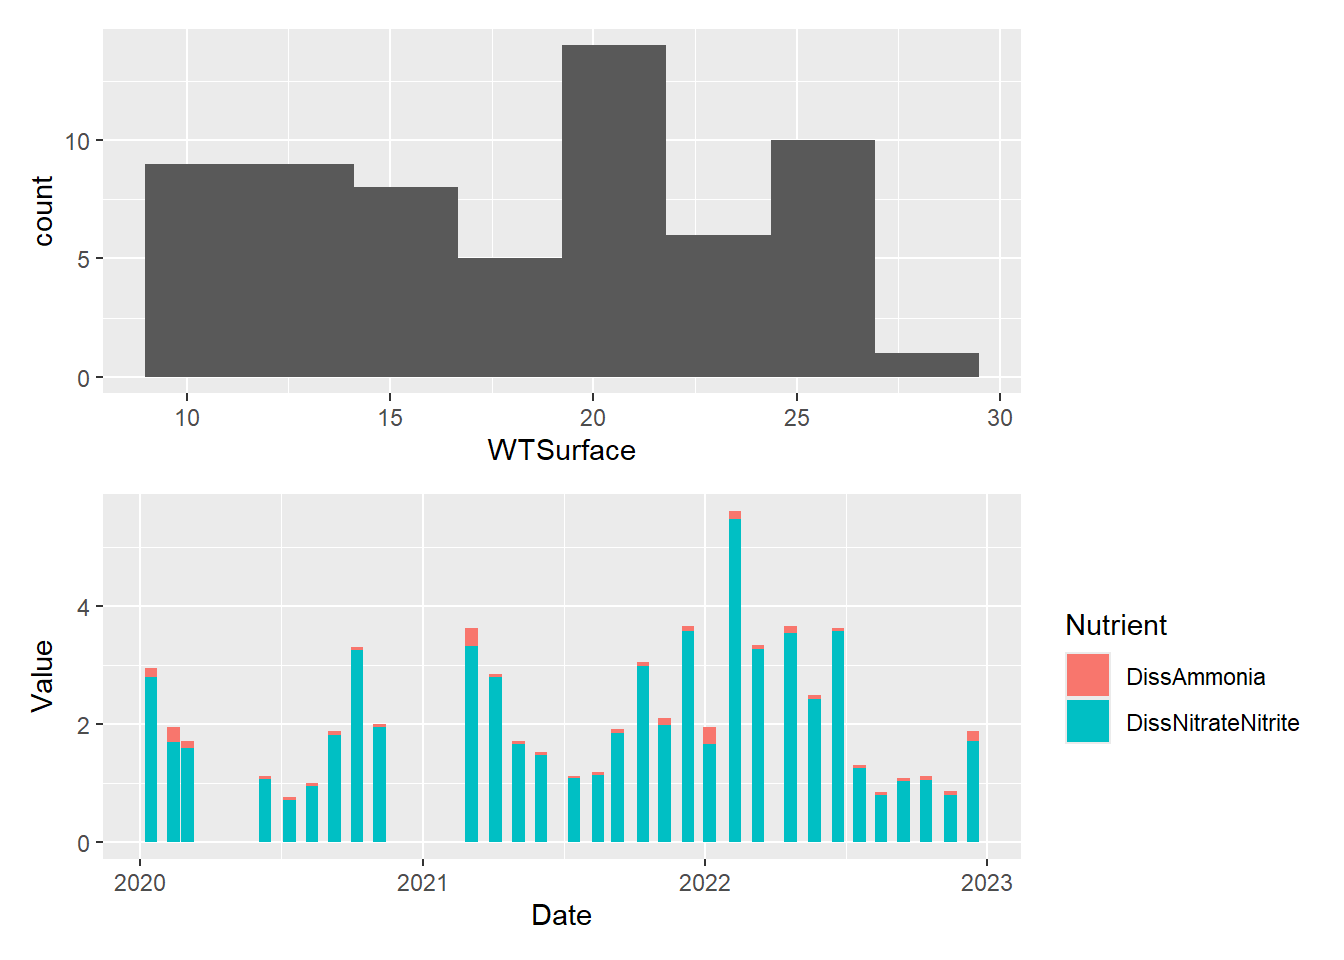 count
10
5
0
10 15 20 25 30
WTSurface
Value
4
2
0
2020 2021 2022 2023
Date
Nutrient
DissAmmonia
DissNitrateNitrite